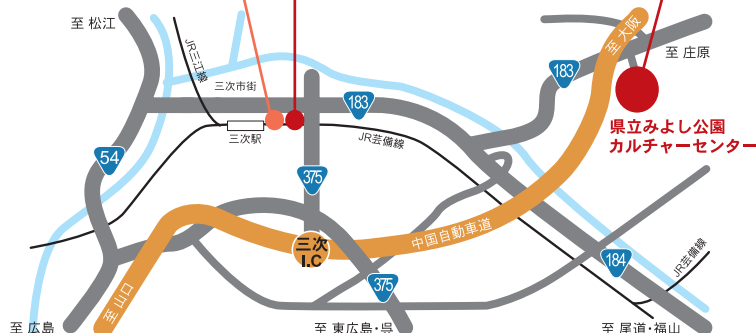 至 松江
JR三江線
三次市街
183
三次駅
JR芸備線
183
至 大阪
至 庄原
県立みよし公園
カルチャーセンター
54
375
三次
I.C
中国自動車道
375
184
JR芸備線
至 山口
至 広島
至 東広島・呉
至 尾道・福山